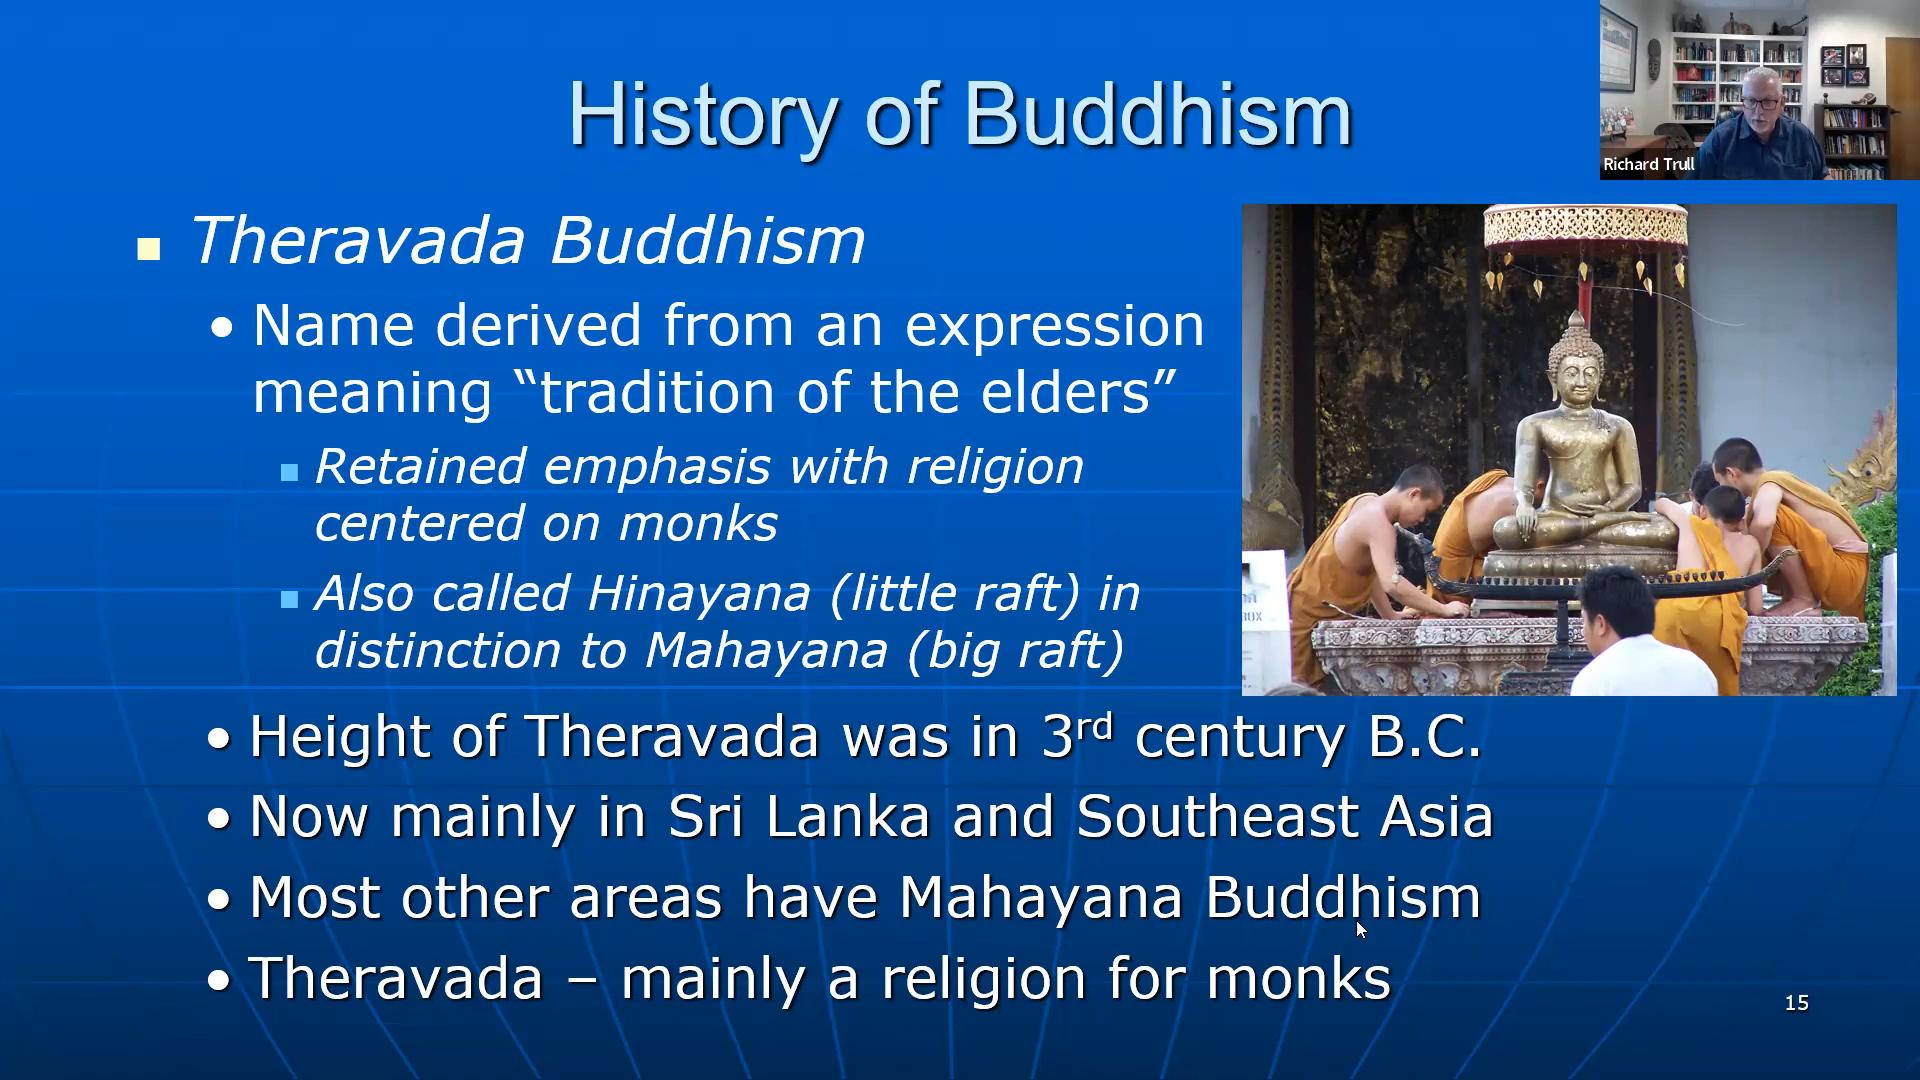 History of Buddhism
Richard Trull
Theravada Buddhism
Name derived from an expression
meaning “tradition of the elders”
Retained emphasis with religion
centered on monks
Also called Hinayana (little raft) in
distinction to Mahayana (big raft)
Height of Theravada was in 3rd century B.C.
Now mainly in Sri Lanka and Southeast Asia
Most other areas have Mahayana Buddhism
Theravada – mainly a religion for monks
15